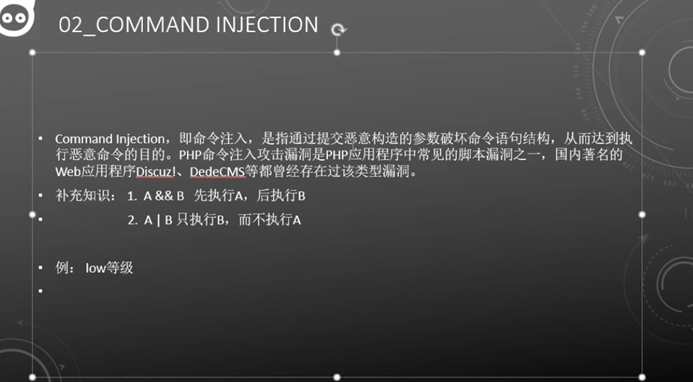 02_COMMAND INJECTION
Command Injection，即命令注入，是指通过提交恶意构造的参数破坏命令语句结构，从而达到执
行恶意命令的目的。PHP命令注入攻击漏洞是PHP应用程序中常见的脚本漏洞之一，国内著名的
Web应用程序Discuz!、DedeCMS等都曾经存在过该类型漏洞。
补充知识： 1. A && B 先执行A，后执行B
2. A | B 只执行B，而不执行A
例： low等级